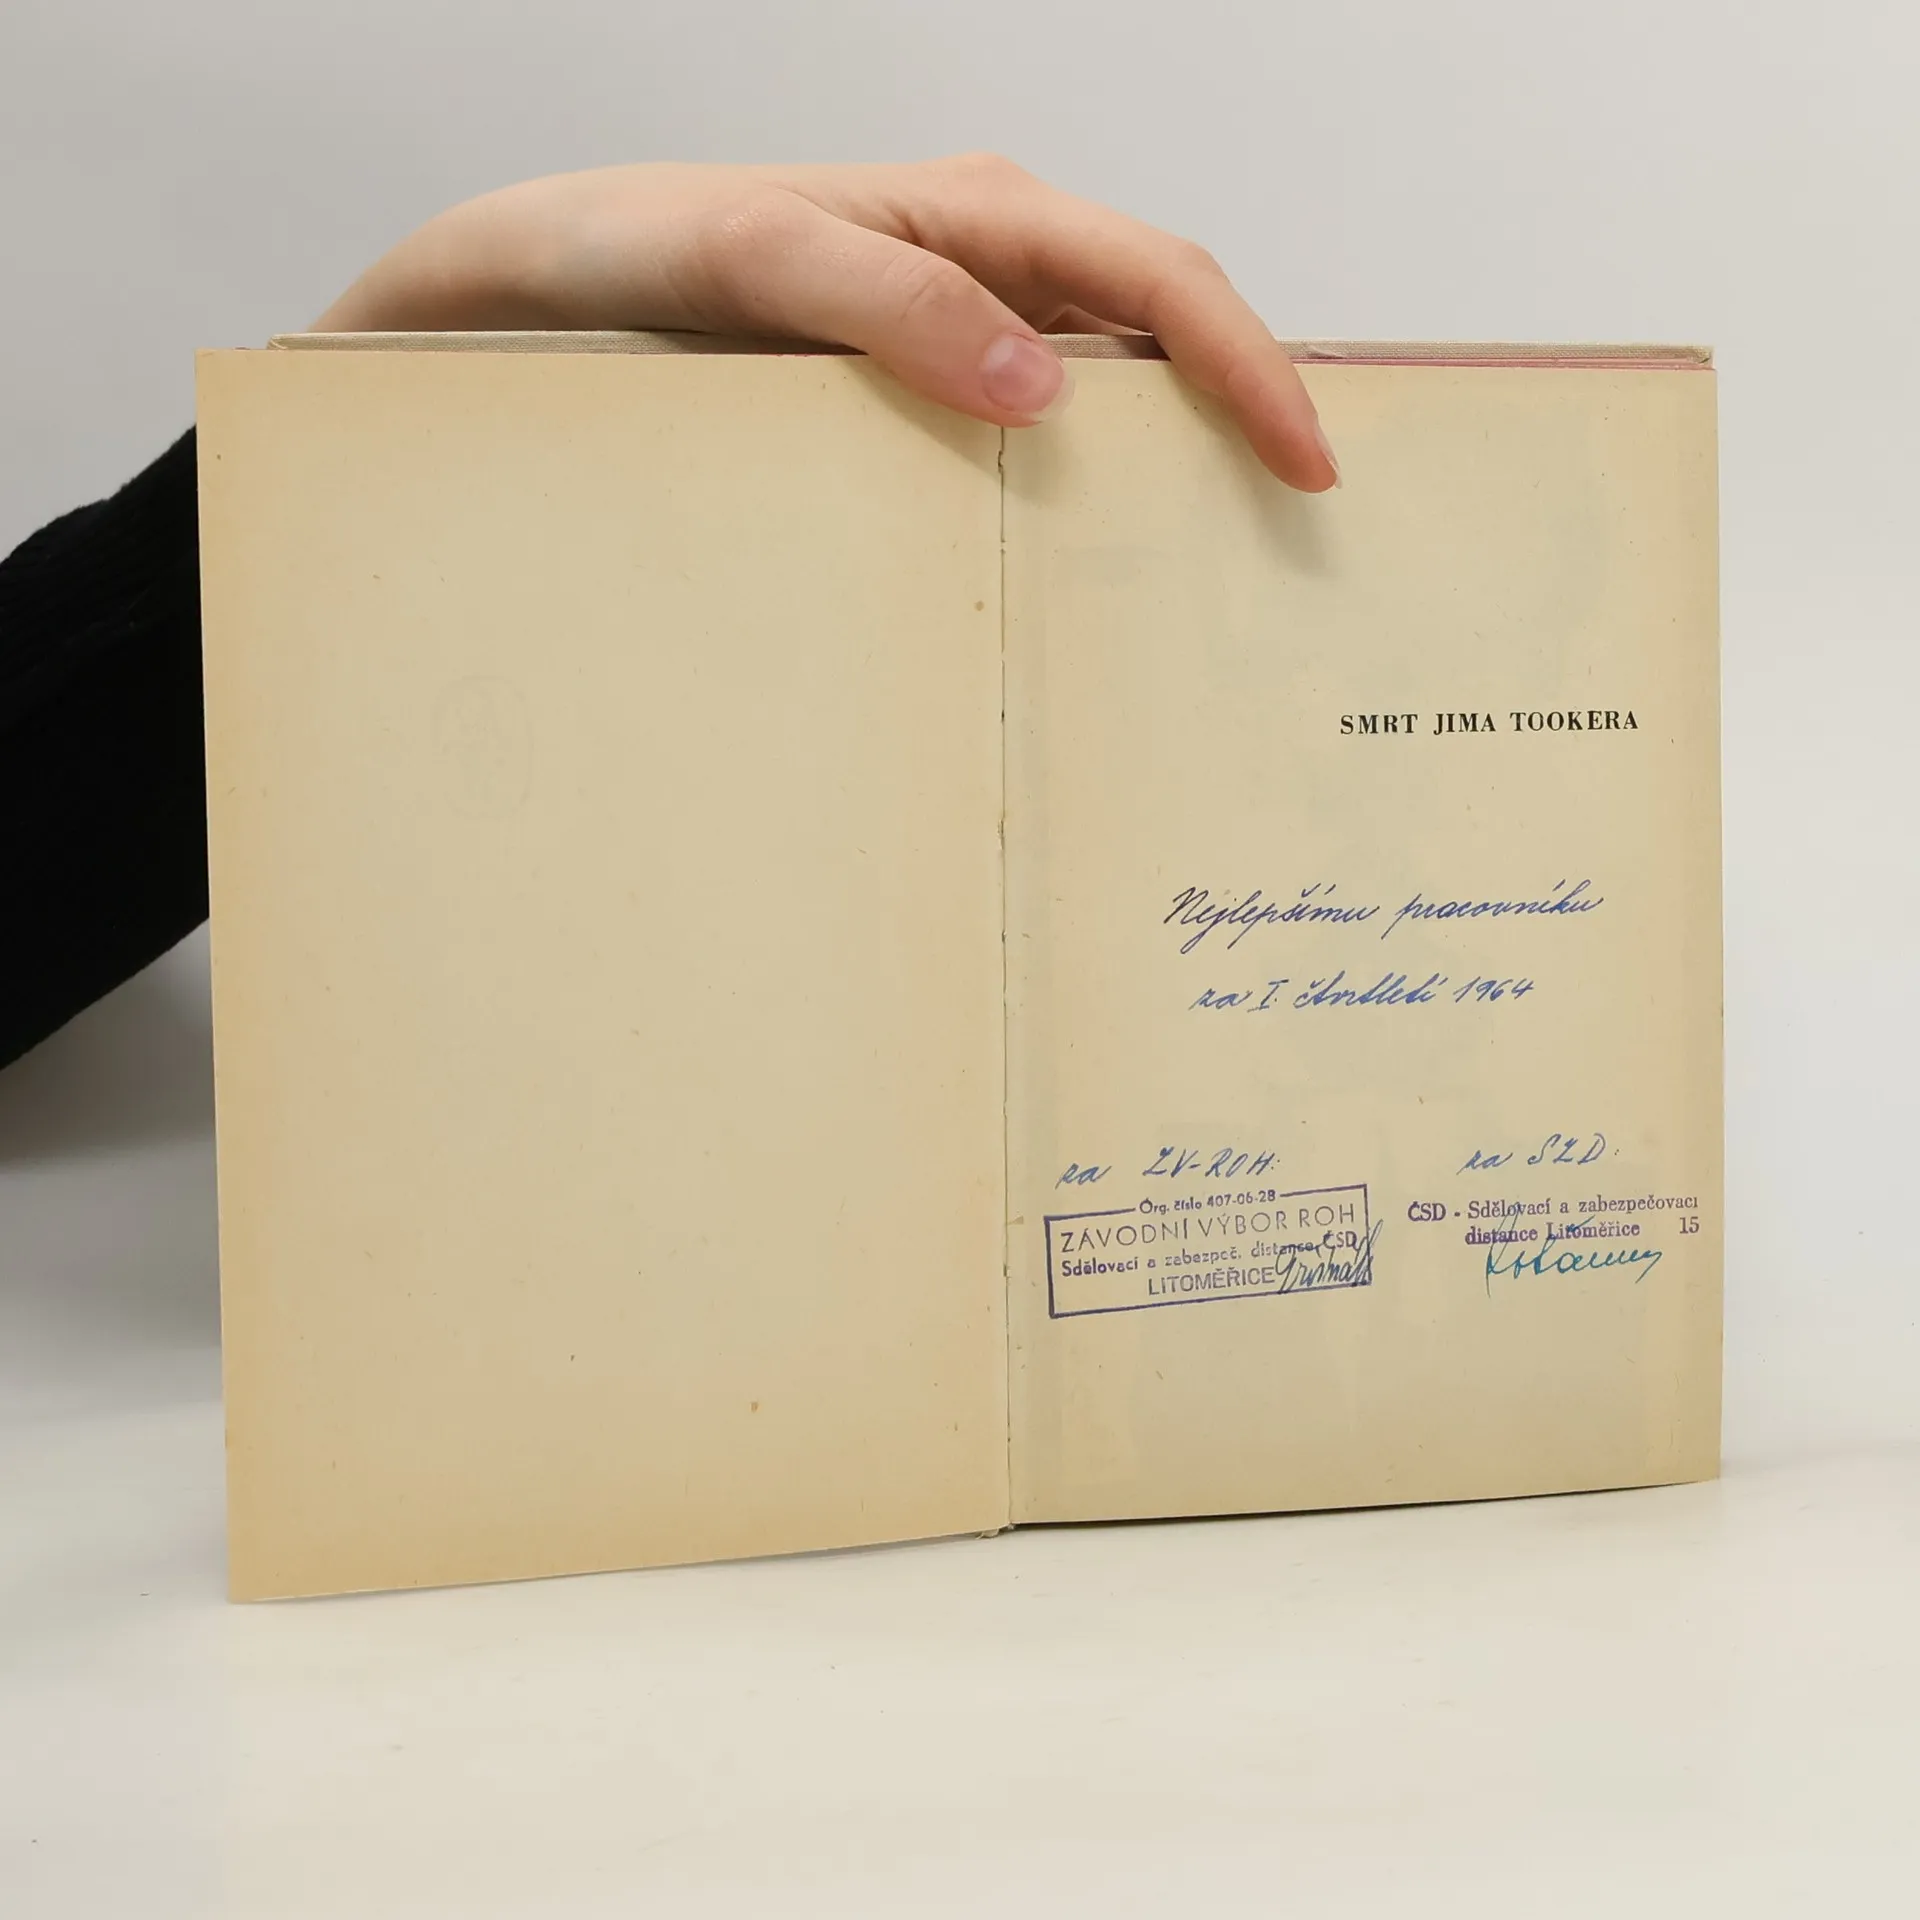 SMRT JIMA TOOKERA
Nejlepšímu pracovníku
za I. čtvrtletí 1964
za ZV-ROH:
Org. číslo 407-06-28
ZÁVODNÍ VÝBOR ROH
Sdělovací a zabezpeč. distance ČSD
LITOMĚŘICE
za SZD:
ČSD - Sdělovací a zabezpečovací
distance Litoměřice 15